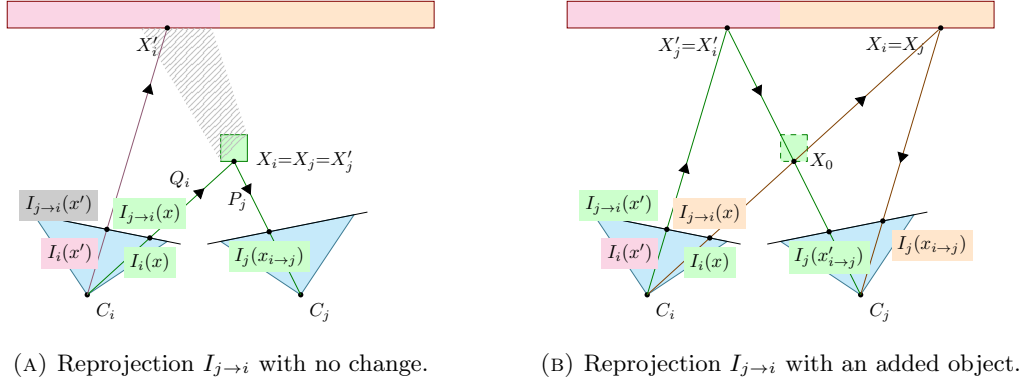 X′_i
X_i=X_j=X′_j
Q_i
P_j
I_{j→i}(x′)
I_{j→i}(x)
I_i(x′)
I_i(x)
I_j(x_{i→j})
C_i
C_j
(A) Reprojection I_{j→i} with no change.
X′_j=X′_i
X_i=X_j
X_0
I_{j→i}(x′)
I_{j→i}(x)
I_i(x′)
I_i(x)
I_j(x′_{i→j})
I_j(x_{i→j})
C_i
C_j
(B) Reprojection I_{j→i} with an added object.